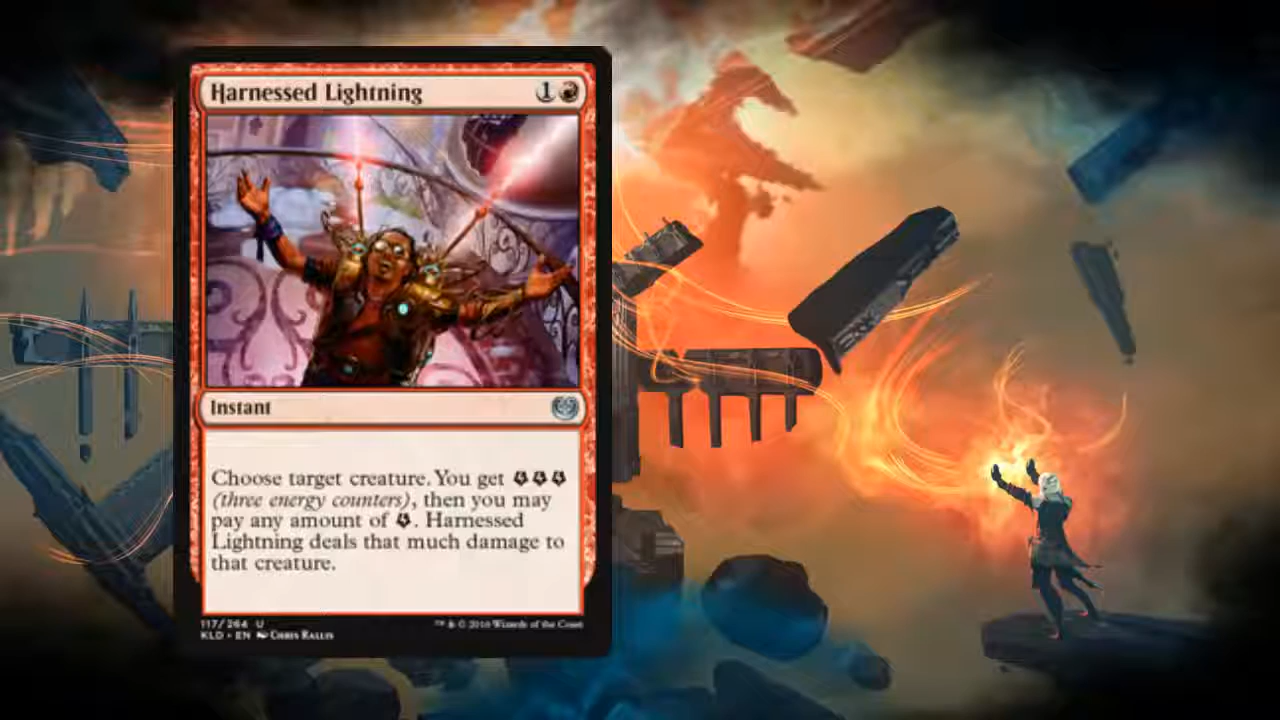 Harnessed Lightning 1
Instant
Choose target creature. You get
(three energy counters), then you may
pay any amount of . Harnessed
Lightning deals that much damage to
that creature.
117/264 U
KLD • EN Chris Rallis
™ & © 2016 Wizards of the Coast